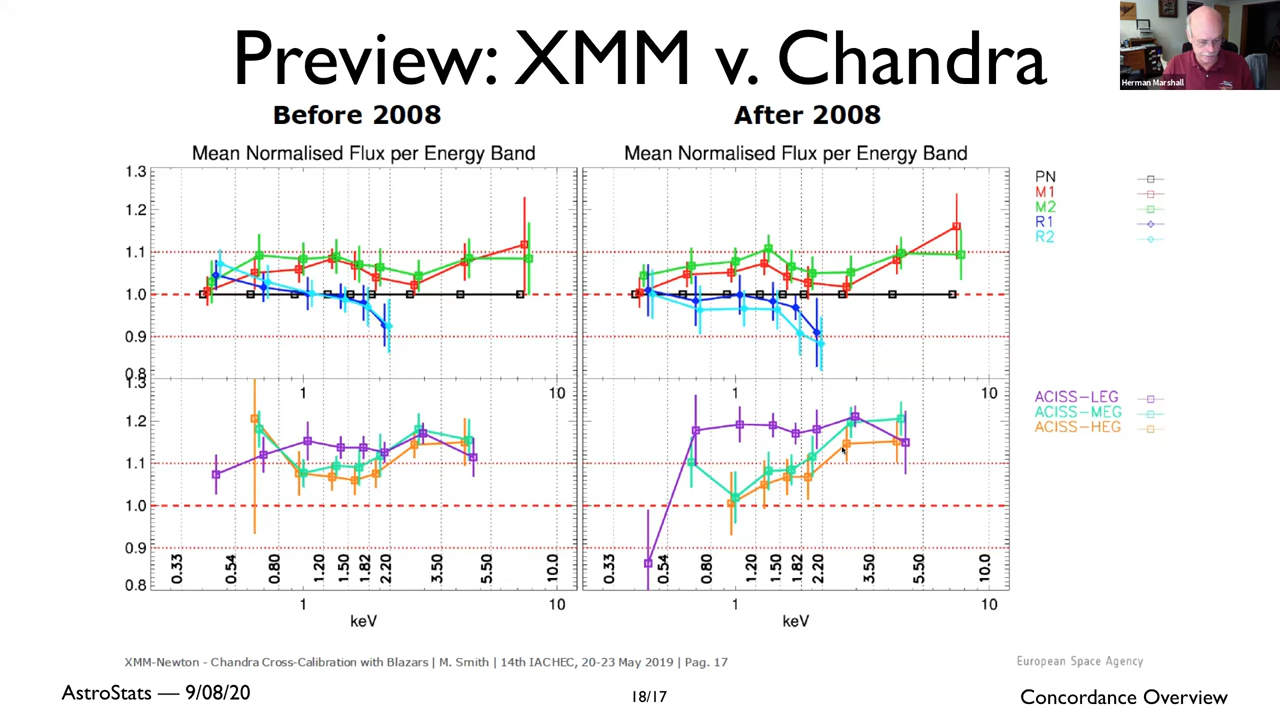 Preview: XMM v. Chandra
Herman Marshall
Before 2008
After 2008
Mean Normalised Flux per Energy Band
Mean Normalised Flux per Energy Band
1.3
1.2
1.1
1.0
0.9
0.8
PN
M1
M2
R1
R2
1
10
1
10
1.3
1.2
1.1
1.0
0.9
0.8
ACISS-LEG
ACISS-MEG
ACISS-HEG
0.33
0.54
0.80
1.20
1.50
1.82
2.20
3.50
5.50
10.0
0.33
0.54
0.80
1.20
1.50
1.82
2.20
3.50
5.50
10.0
1
10
1
10
keV
keV
XMM-Newton - Chandra Cross-Calibration with Blazars | M. Smith | 14th IACHEC, 20-23 May 2019 | Pag. 17
European Space Agency
AstroStats — 9/08/20
18/17
Concordance Overview